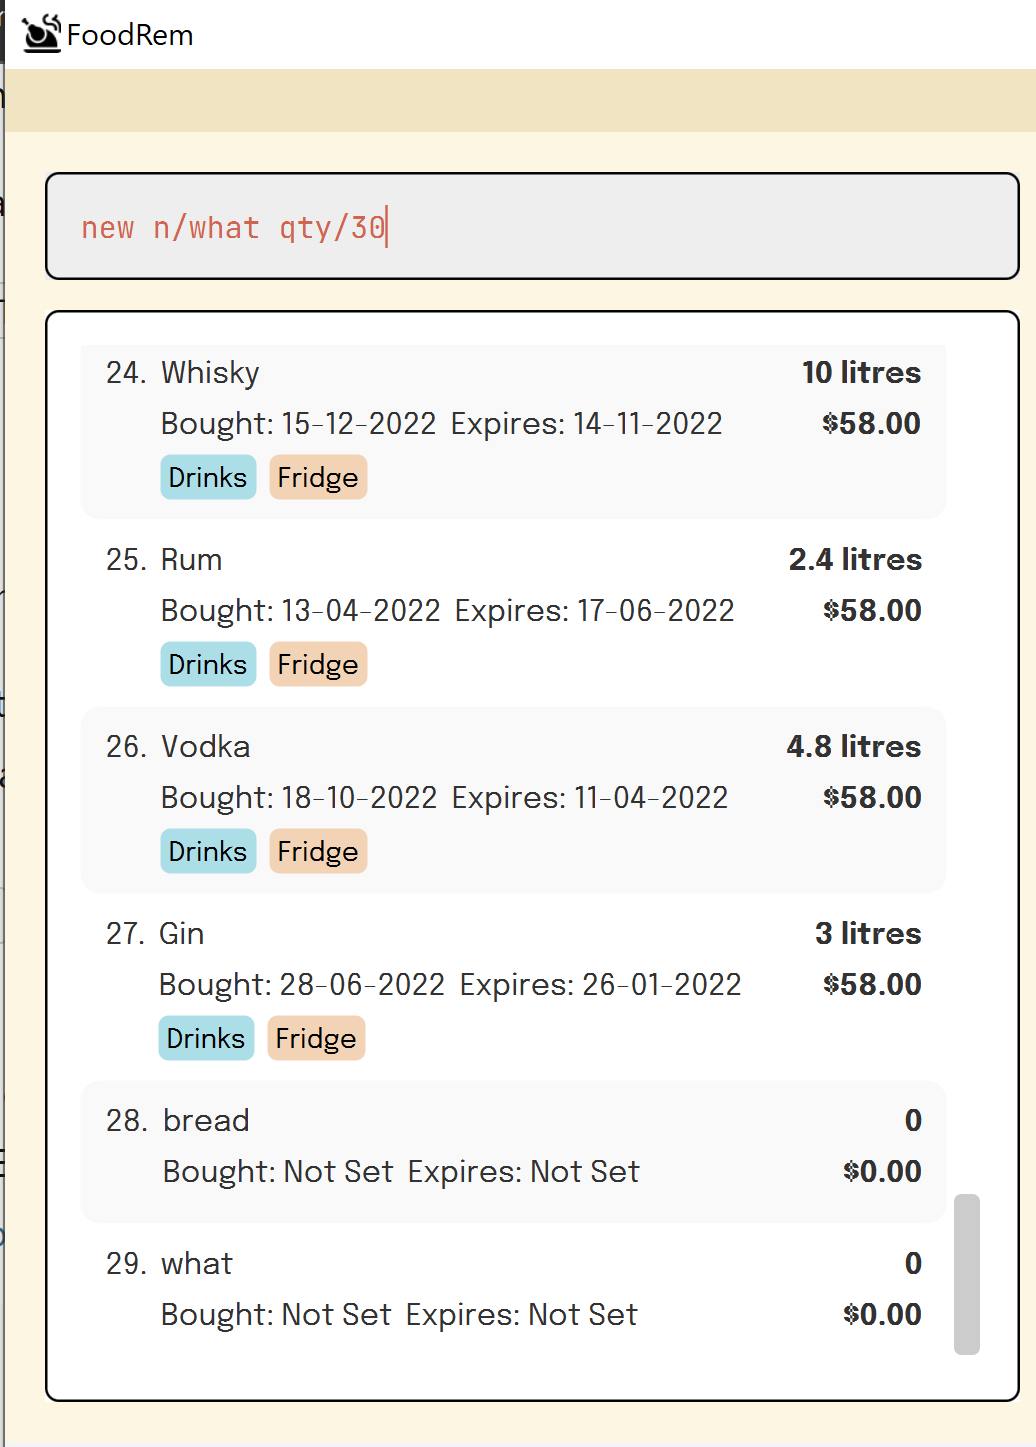 FoodRem
new n/what qty/30
24. Whisky 10 litres
Bought: 15-12-2022 Expires: 14-11-2022 $58.00
Drinks Fridge
25. Rum 2.4 litres
Bought: 13-04-2022 Expires: 17-06-2022 $58.00
Drinks Fridge
26. Vodka 4.8 litres
Bought: 18-10-2022 Expires: 11-04-2022 $58.00
Drinks Fridge
27. Gin 3 litres
Bought: 28-06-2022 Expires: 26-01-2022 $58.00
Drinks Fridge
28. bread 0
Bought: Not Set Expires: Not Set $0.00
29. what 0
Bought: Not Set Expires: Not Set $0.00